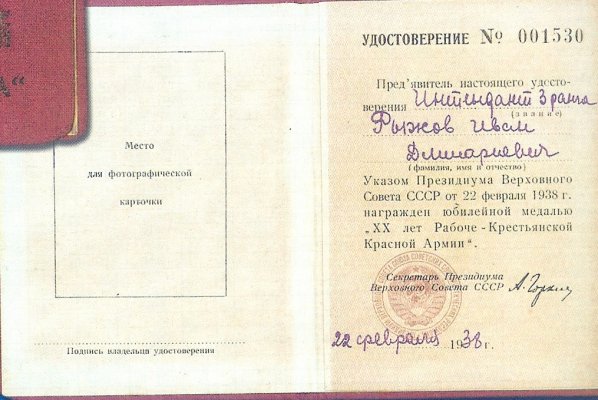 А“
Место
для фотографической
карточки
Подпись владельца удостоверения
УДОСТОВЕРЕНИЕ № 001530
Пред'явитель настоящего удосто-
верения Интендант 3 ранга
(звание)
Рыжов Иван
(фамилия, имя и отчество)
Указом Президиума Верховного
Совета СССР от 22 февраля 1938 г.
награжден юбилейной медалью
„XX лет Рабоче-Крестьянской
Красной Армии“.
Секретарь Президиума
Верховного Совета СССР А. Горкин
22 февраля 1938 г.